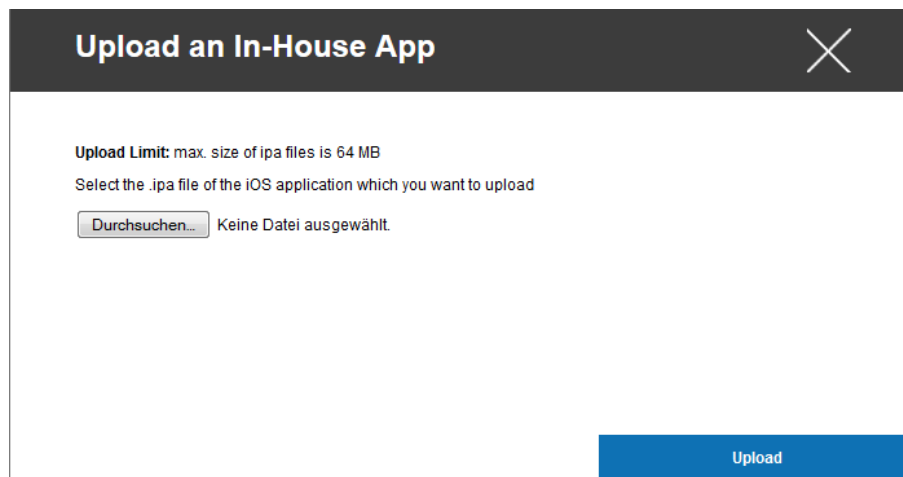 Upload an In-House App
Upload Limit: max. size of ipa files is 64 MB
Select the .ipa file of the iOS application which you want to upload
Durchsuchen... Keine Datei ausgewählt.
Upload